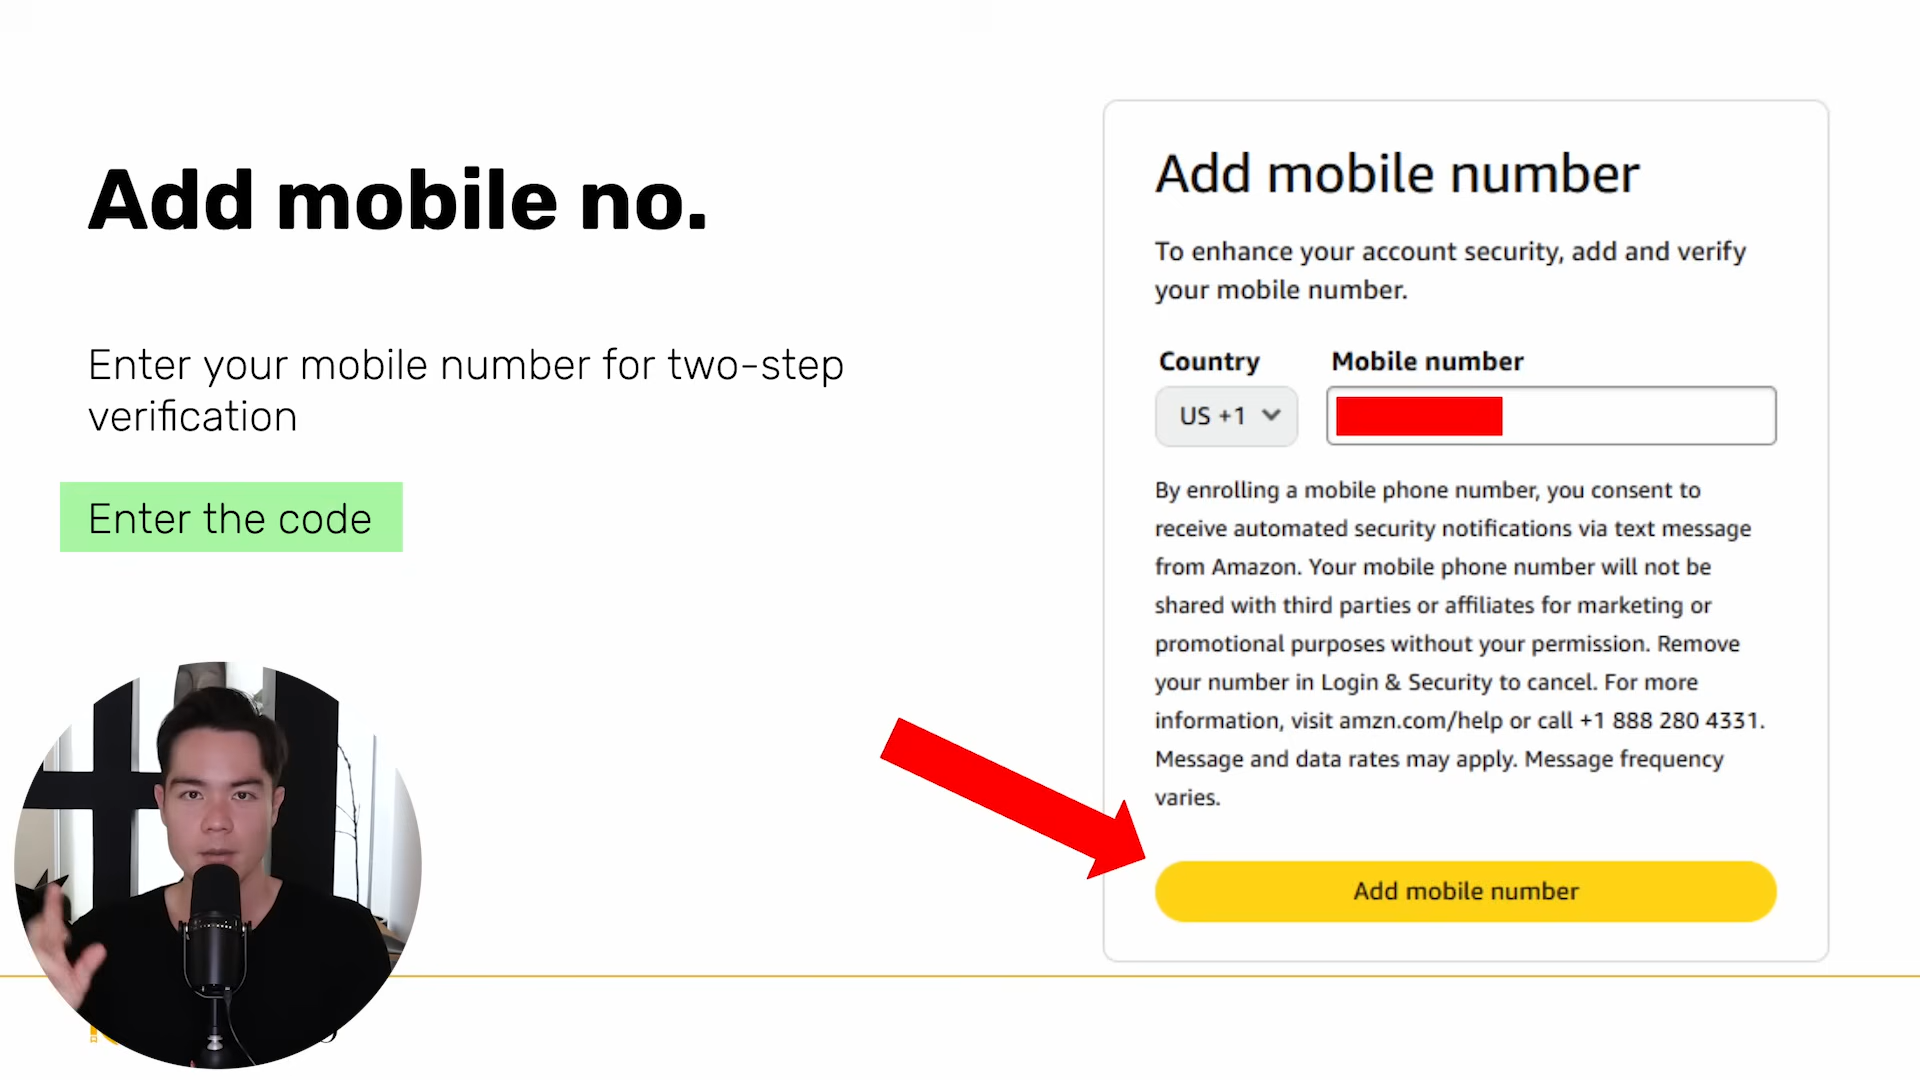 Add mobile no.
Enter your mobile number for two-step
verification
Enter the code
Add mobile number
To enhance your account security, add and verify
your mobile number.
Country
Mobile number
US +1
By enrolling a mobile phone number, you consent to
receive automated security notifications via text message
from Amazon. Your mobile phone number will not be
shared with third parties or affiliates for marketing or
promotional purposes without your permission. Remove
your number in Login & Security to cancel. For more
information, visit amzn.com/help or call +1 888 280 4331.
Message and data rates may apply. Message frequency
varies.
Add mobile number